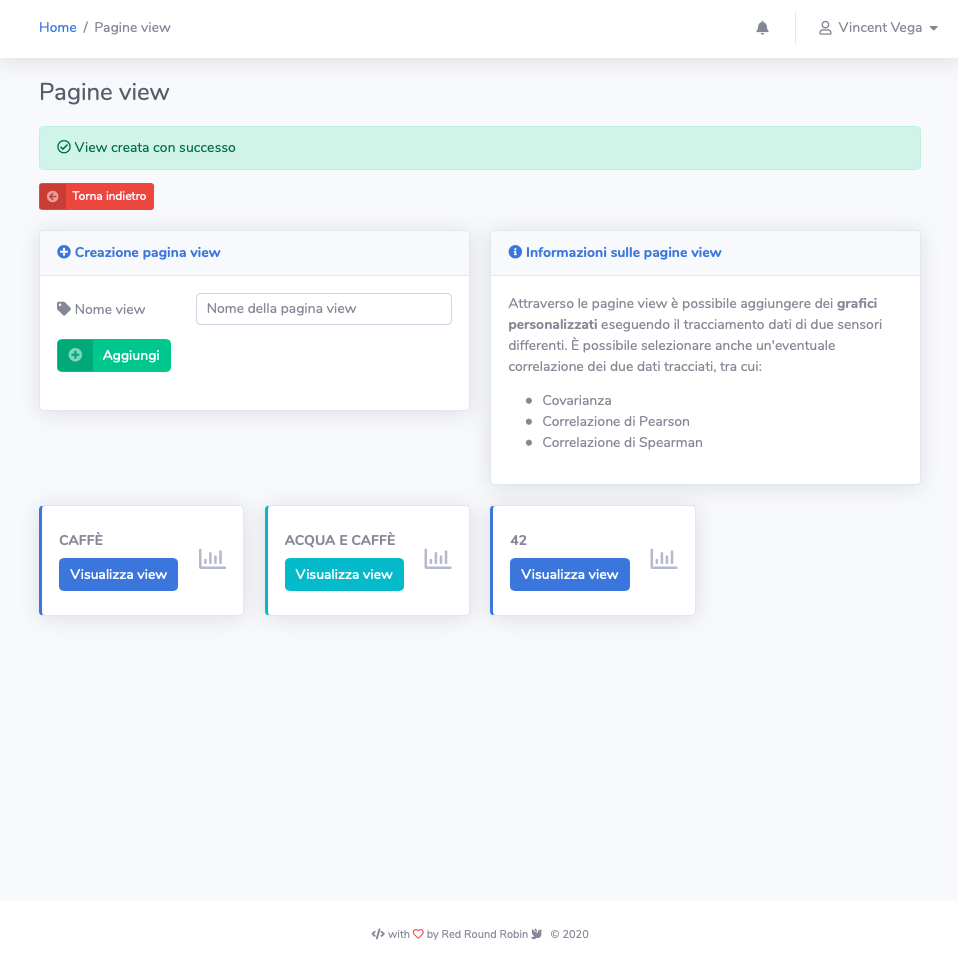 Home / Pagine view
Vincent Vega
Pagine view
View creata con successo
Torna indietro
Creazione pagina view
Nome view
Nome della pagina view
Aggiungi
Informazioni sulle pagine view
Attraverso le pagine view è possibile aggiungere dei grafici
personalizzati eseguendo il tracciamento dati di due sensori
differenti. È possibile selezionare anche un'eventuale
correlazione dei due dati tracciati, tra cui:
Covarianza
Correlazione di Pearson
Correlazione di Spearman
CAFFÈ
Visualizza view
ACQUA E CAFFÈ
Visualizza view
42
Visualizza view
with by Red Round Robin © 2020